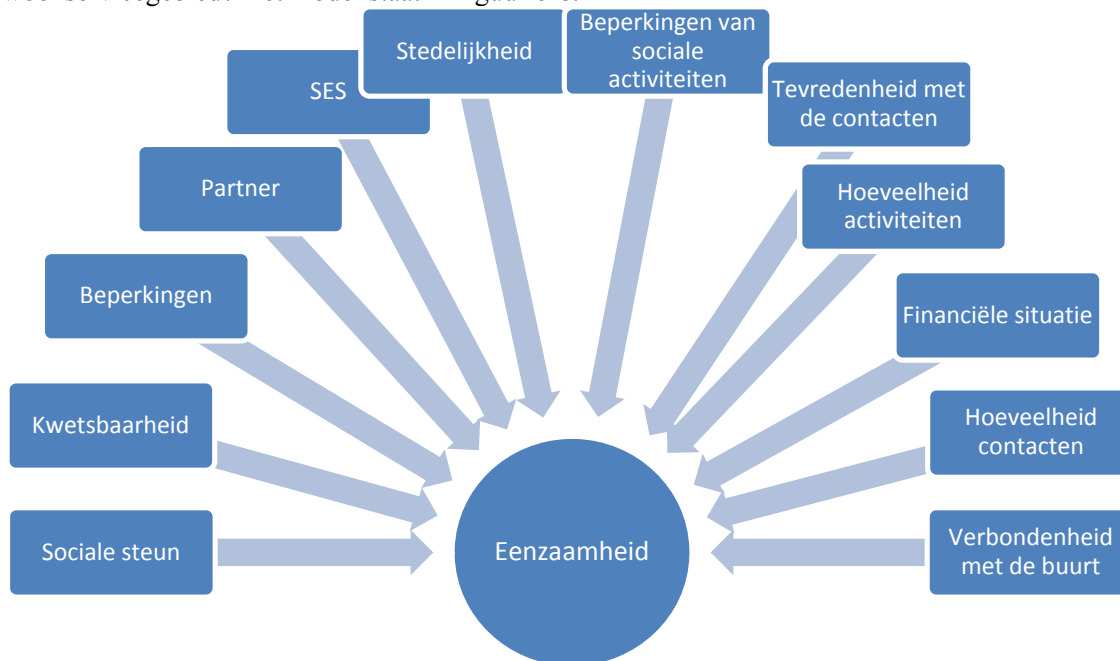 Stedelijkheid
Beperkingen van
sociale
activiteiten
SES
Tevredenheid met
de contacten
Partner
Hoeveelheid
activiteiten
Beperkingen
Financiële situatie
Kwetsbaarheid
Hoeveelheid
contacten
Sociale steun
Eenzaamheid
Verbondenheid
met de buurt